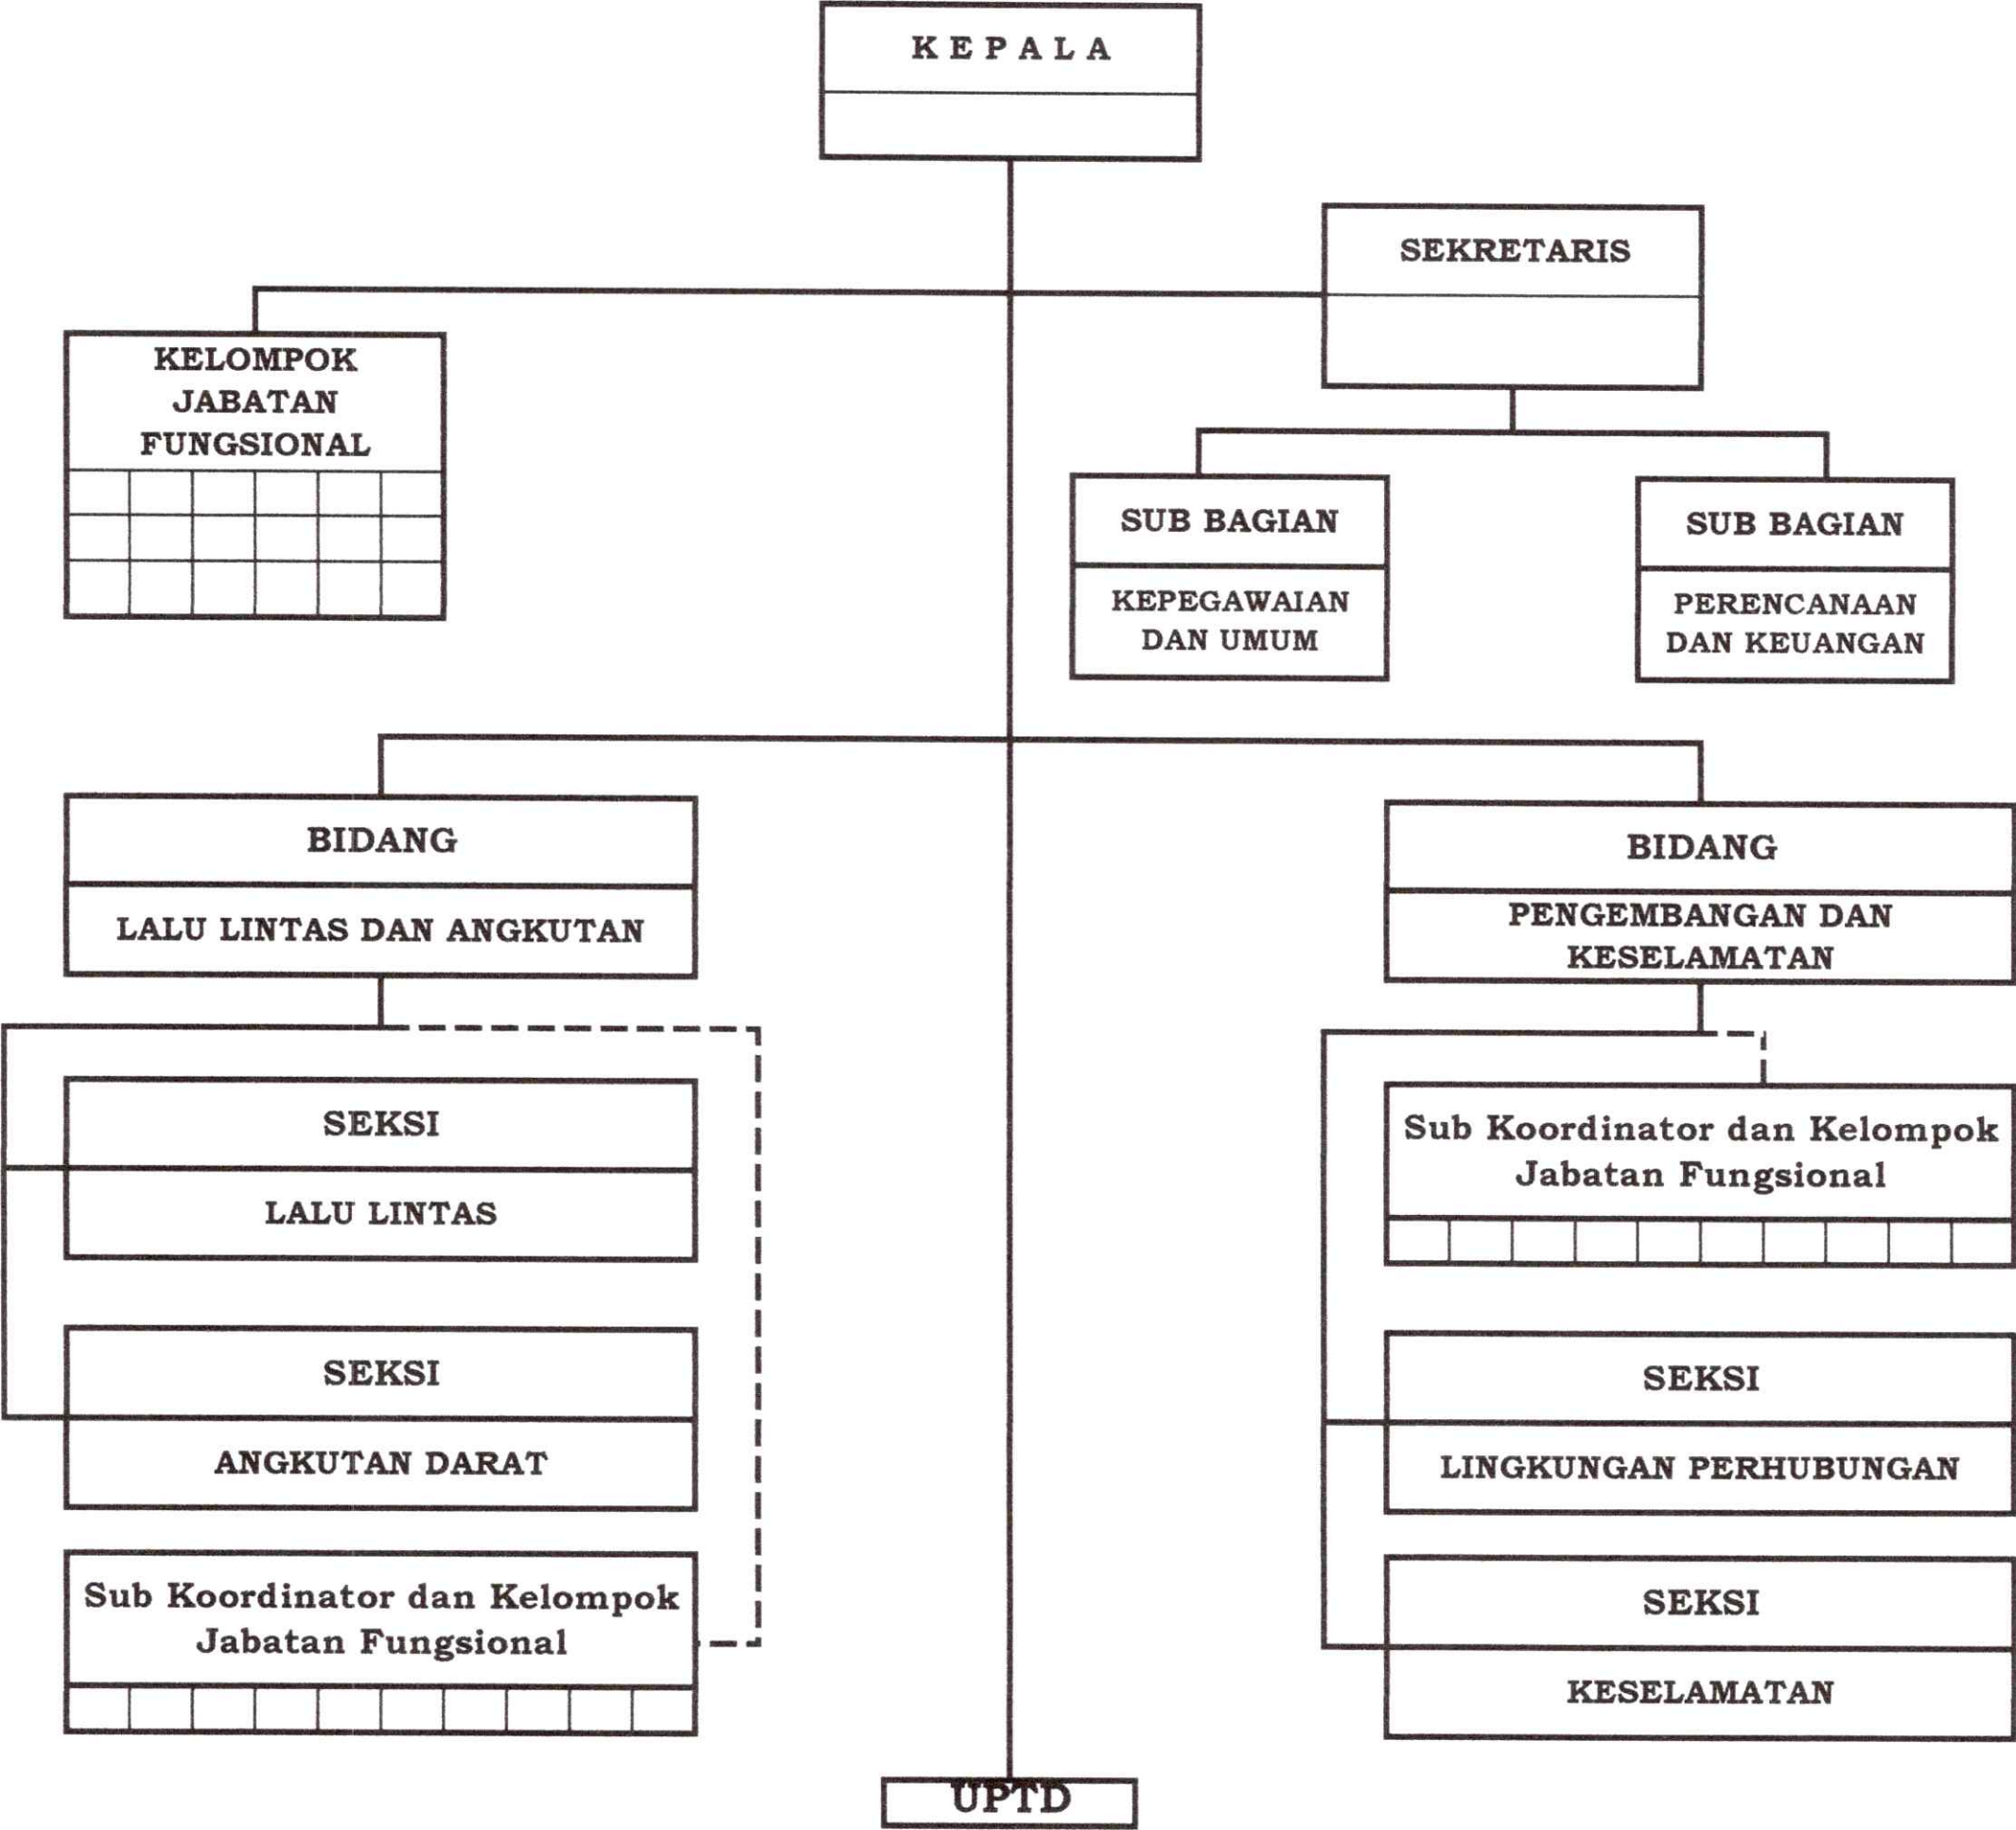 K E P A L A
SEKRETARIS
KELOMPOK
JABATAN
FUNGSIONAL
SUB BAGIAN
KEPEGAWAIAN
DAN UMUM
SUB BAGIAN
PERENCANAAN
DAN KEUANGAN
BIDANG
LALU LINTAS DAN ANGKUTAN
SEKSI
LALU LINTAS
SEKSI
ANGKUTAN DARAT
Sub Koordinator dan Kelompok
Jabatan Fungsional
BIDANG
PENGEMBANGAN DAN
KESELAMATAN
Sub Koordinator dan Kelompok
Jabatan Fungsional
SEKSI
LINGKUNGAN PERHUBUNGAN
SEKSI
KESELAMATAN
UPTD